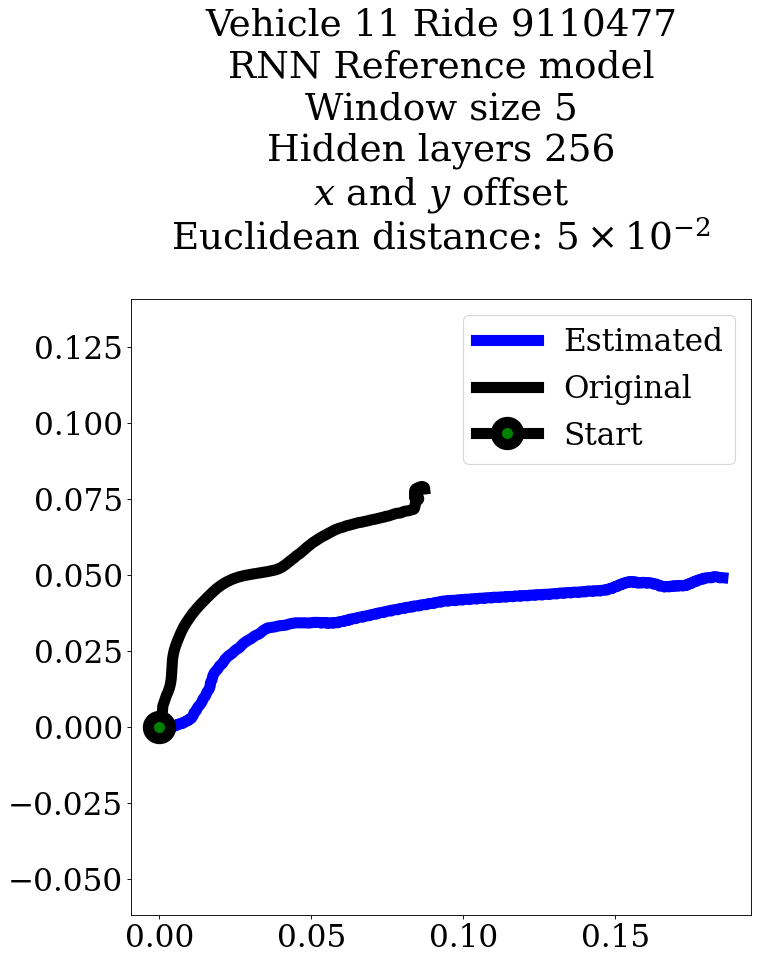 Vehicle 11 Ride 9110477
RNN Reference model
Window size 5
Hidden layers 256
x and y offset
Euclidean distance: 5 × 10⁻²
Estimated
Original
Start
0.125
0.100
0.075
0.050
0.025
0.000
−0.025
−0.050
0.00 0.05 0.10 0.15